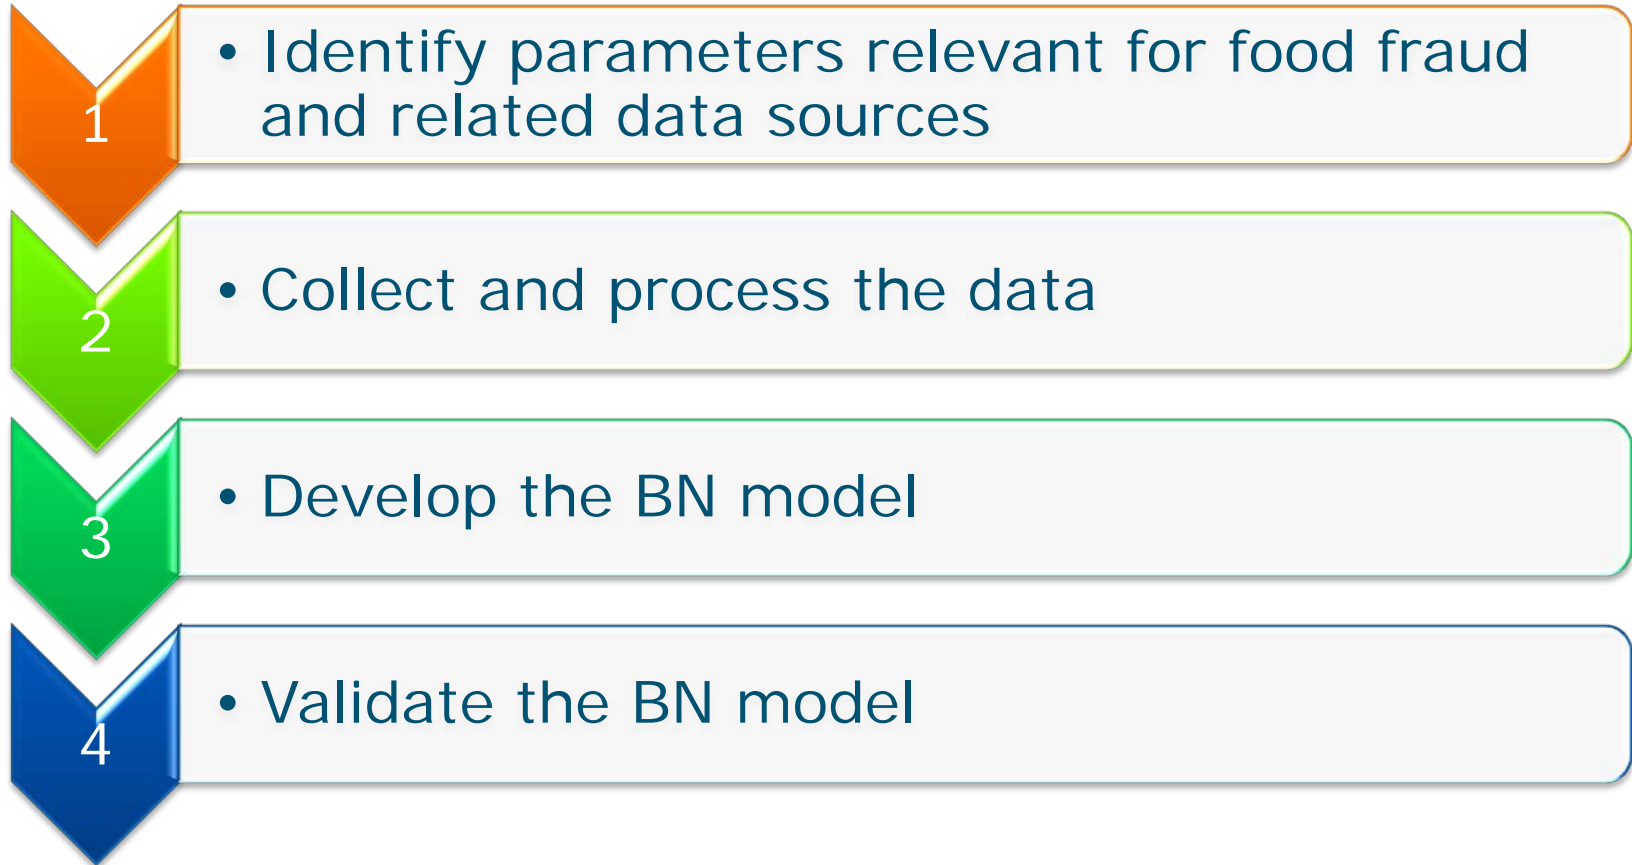 1
• Identify parameters relevant for food fraud
and related data sources
2
• Collect and process the data
3
• Develop the BN model
4
• Validate the BN model